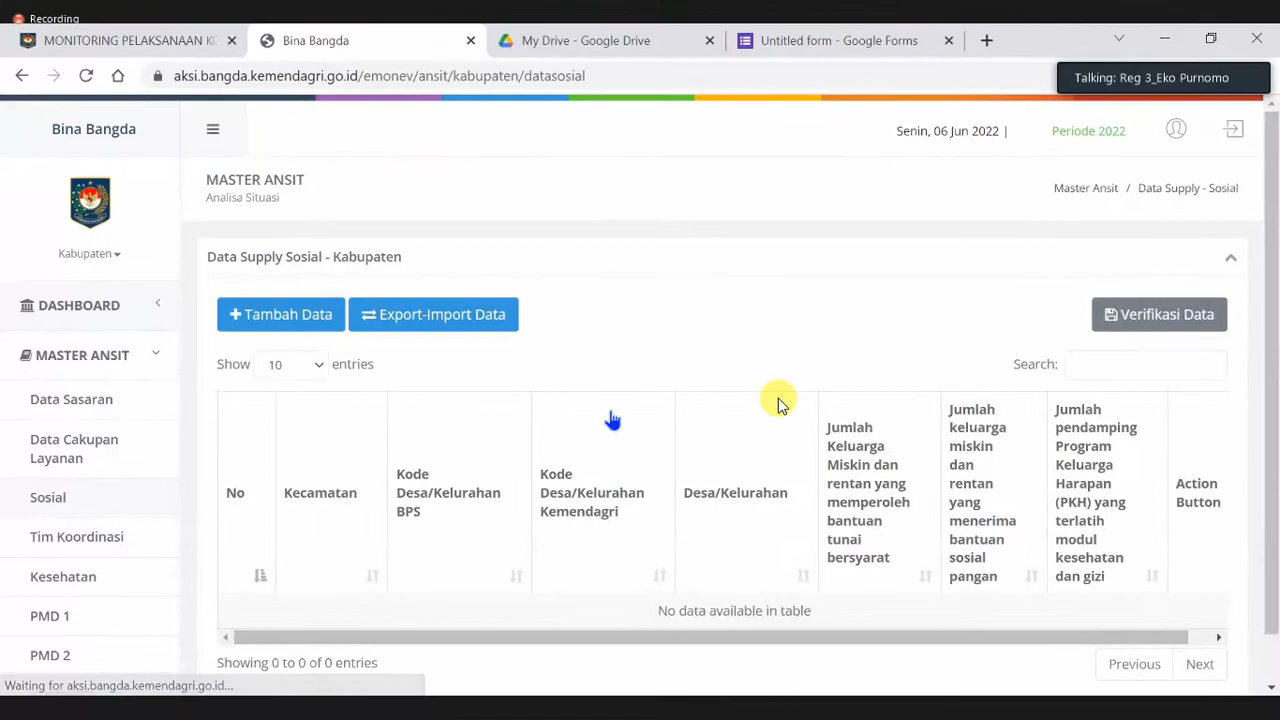 Recording
MONITORING PELAKSANAAN KO
Bina Bangda
My Drive - Google Drive
Untitled form - Google Forms
aksi.bangda.kemendagri.go.id/emonev/ansit/kabupaten/datasosial
Talking: Reg 3_Eko Purnomo
Bina Bangda
Senin, 06 Jun 2022 |
Periode 2022
MASTER ANSIT
Analisa Situasi
Master Ansit / Data Supply - Sosial
Kabupaten
DASHBOARD
MASTER ANSIT
Data Sasaran
Data Cakupan
Layanan
Sosial
Tim Koordinasi
Kesehatan
PMD 1
PMD 2
Data Supply Sosial - Kabupaten
+ Tambah Data
Export-Import Data
Verifikasi Data
Show 10 entries
Search:
No
Kecamatan
Kode
Desa/Kelurahan
BPS
Kode
Desa/Kelurahan
Kemendagri
Desa/Kelurahan
Jumlah
Keluarga
Miskin dan
rentan yang
memperoleh
bantuan
tunai
bersyarat
Jumlah
keluarga
miskin
dan
rentan
yang
menerima
bantuan
sosial
pangan
Jumlah
pendamping
Program
Keluarga
Harapan
(PKH) yang
terlatih
modul
kesehatan
dan gizi
Action
Button
No data available in table
Showing 0 to 0 of 0 entries
Previous
Next
Waiting for aksi.bangda.kemendagri.go.id...